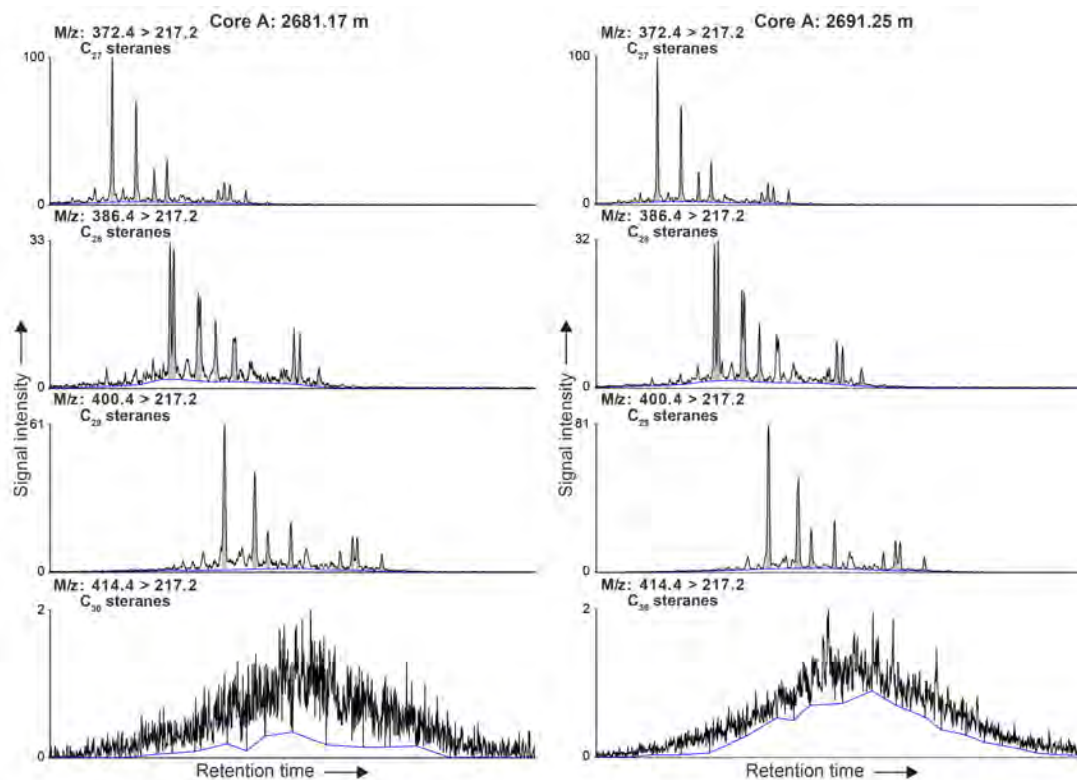 Core A: 2681.17 m
M/z: 372.4 > 217.2
C27 steranes
100
0
M/z: 386.4 > 217.2
C28 steranes
33
0
M/z: 400.4 > 217.2
C29 steranes
61
0
M/z: 414.4 > 217.2
C30 steranes
2
0
Signal intensity
Retention time
Core A: 2691.25 m
M/z: 372.4 > 217.2
C27 steranes
100
0
M/z: 386.4 > 217.2
C28 steranes
32
0
M/z: 400.4 > 217.2
C29 steranes
81
0
M/z: 414.4 > 217.2
C30 steranes
2
0
Signal intensity
Retention time